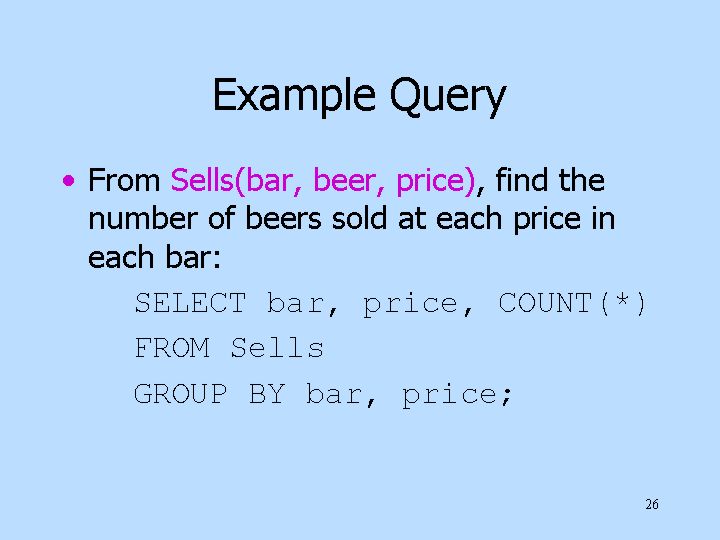 Example Query
• From Sells(bar, beer, price), find the
number of beers sold at each price in
each bar:
SELECT bar, price, COUNT(*)
FROM Sells
GROUP BY bar, price;
26